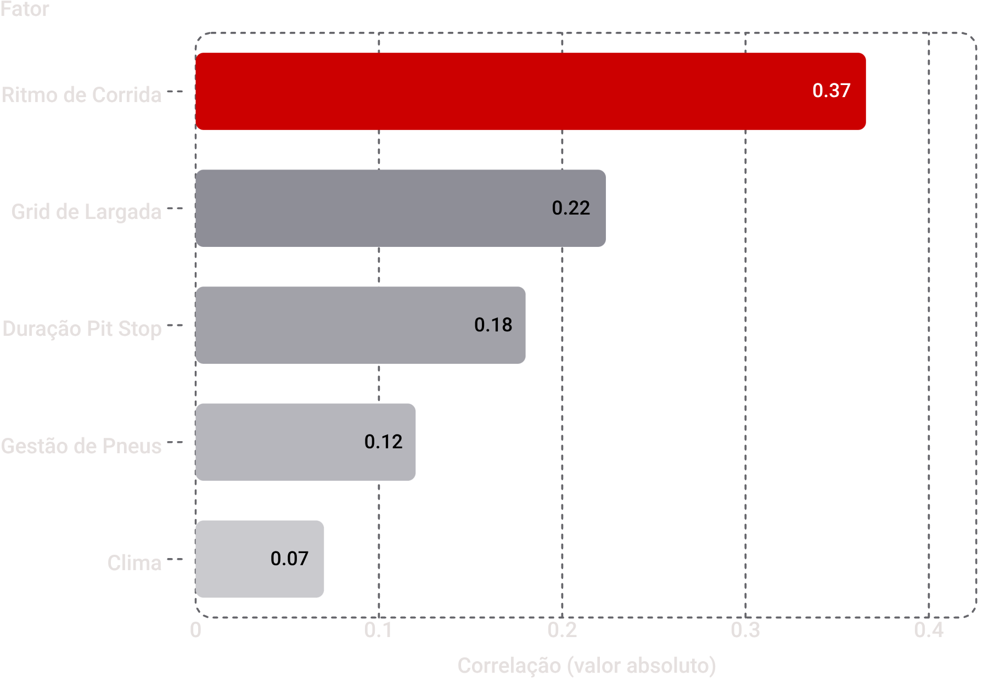 Fator
Ritmo de Corrida
0.37
Grid de Largada
0.22
Duração Pit Stop
0.18
Gestão de Pneus
0.12
Clima
0.07
0 0.1 0.2 0.3 0.4
Correlação (valor absoluto)